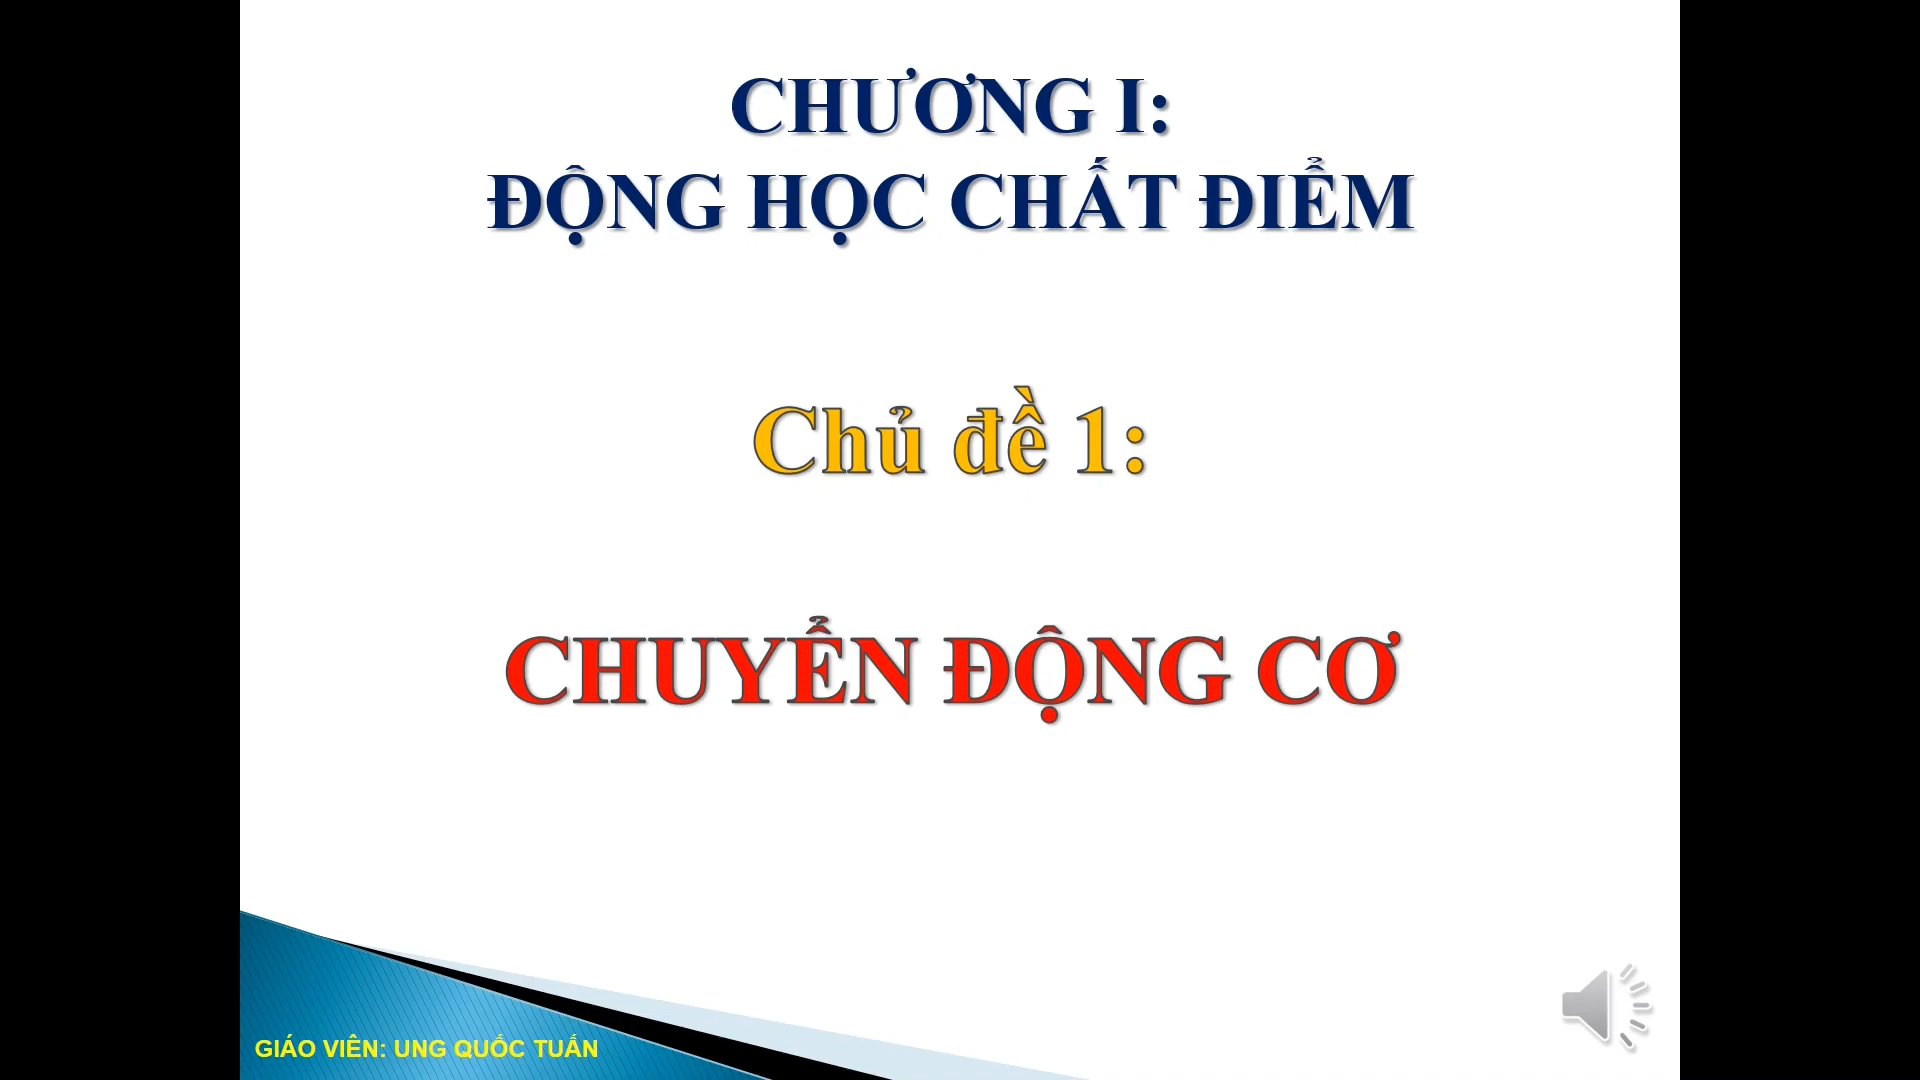 CHƯƠNG I:
ĐỘNG HỌC CHẤT ĐIỂM
Chủ đề 1:
CHUYỂN ĐỘNG CƠ
GIÁO VIÊN: UNG QUỐC TUẤN